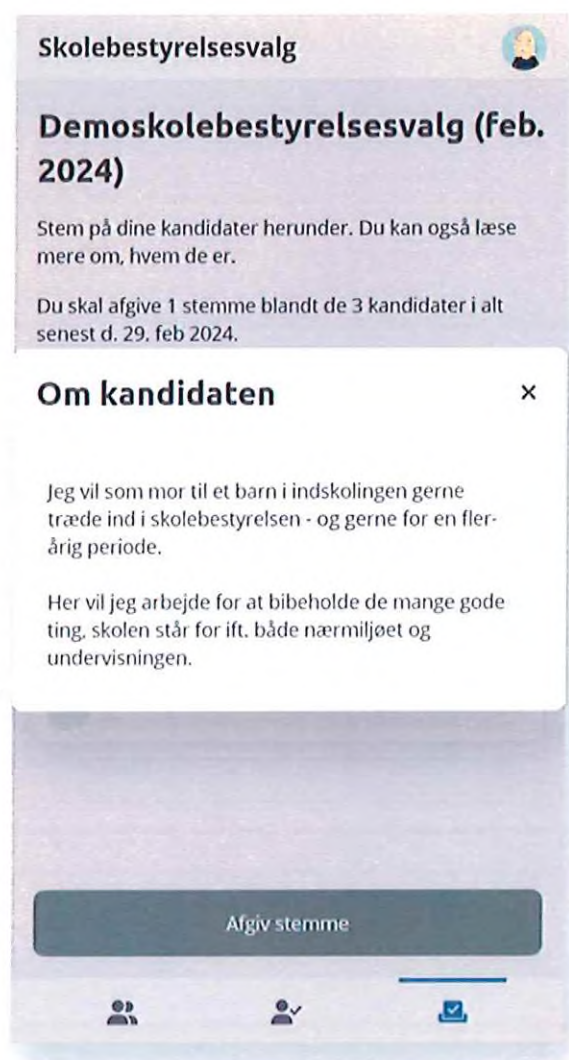 Skolebestyrelsesvalg
Demoskolebestyrelsesvalg (feb.
2024)
Stem på dine kandidater herunder. Du kan også læse
mere om, hvem de er.
Du skal afgive 1 stemme blandt de 3 kandidater i alt
senest d. 29. feb 2024.
Om kandidaten
Jeg vil som mor til et barn i indskolingen gerne
træde ind i skolebestyrelsen - og gerne for en fler-
årig periode.
Her vil jeg arbejde for at bibeholde de mange gode
ting, skolen står for ift. både nærmiljøet og
undervisningen.
Afgiv stemme